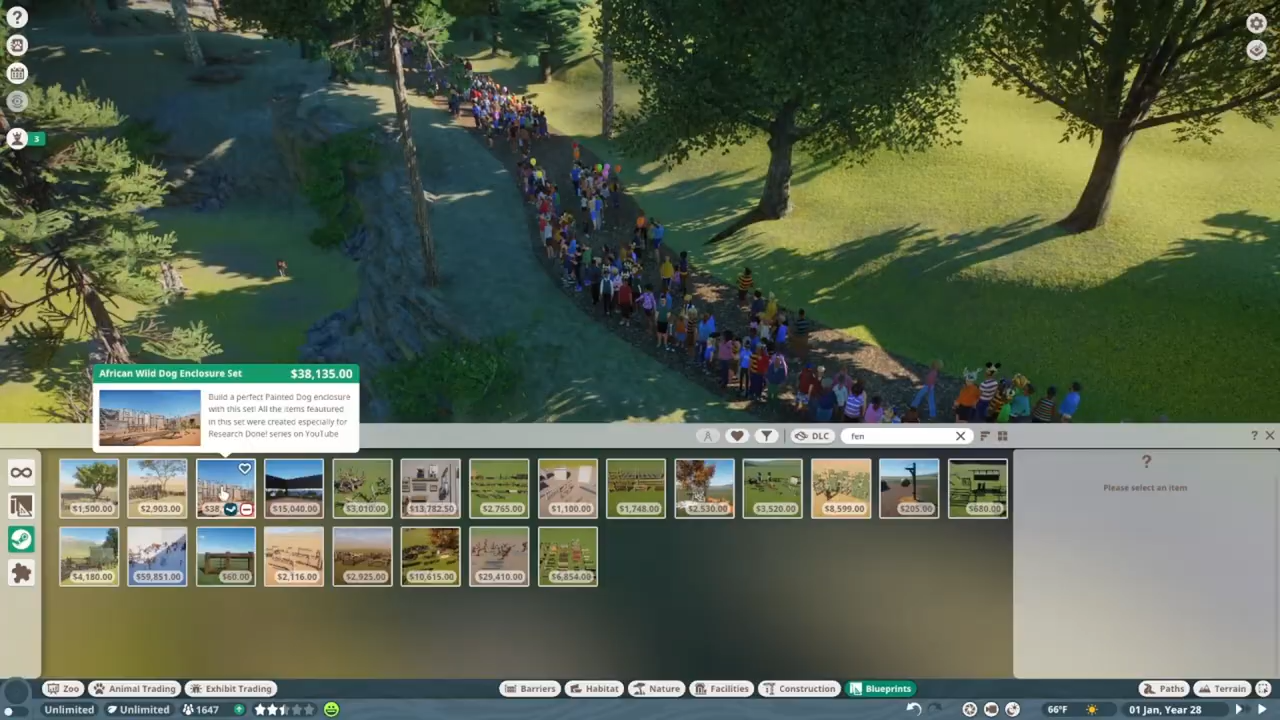 3
African Wild Dog Enclosure Set $38,135.00
Build a perfect Painted Dog enclosure
with this set! All the items feautured
in this set were created especially for
Research Done! series on YouTube
DLC fen
$1,500.00 $2,903.00 $15,040.00 $3,010.00 $13,782.50 $2,765.00 $1,100.00 $1,748.00 $2,530.00 $3,520.00 $8,599.00 $205.00 $680.00
Please select an item
$4,180.00 $59,851.00 $60.00 $2,116.00 $2,925.00 $10,615.00 $29,410.00 $6,854.00
Zoo Animal Trading Exhibit Trading Barriers Habitat Nature Facilities Construction Blueprints Paths Terrain
Unlimited Unlimited 1647 66°F 01 Jan, Year 28